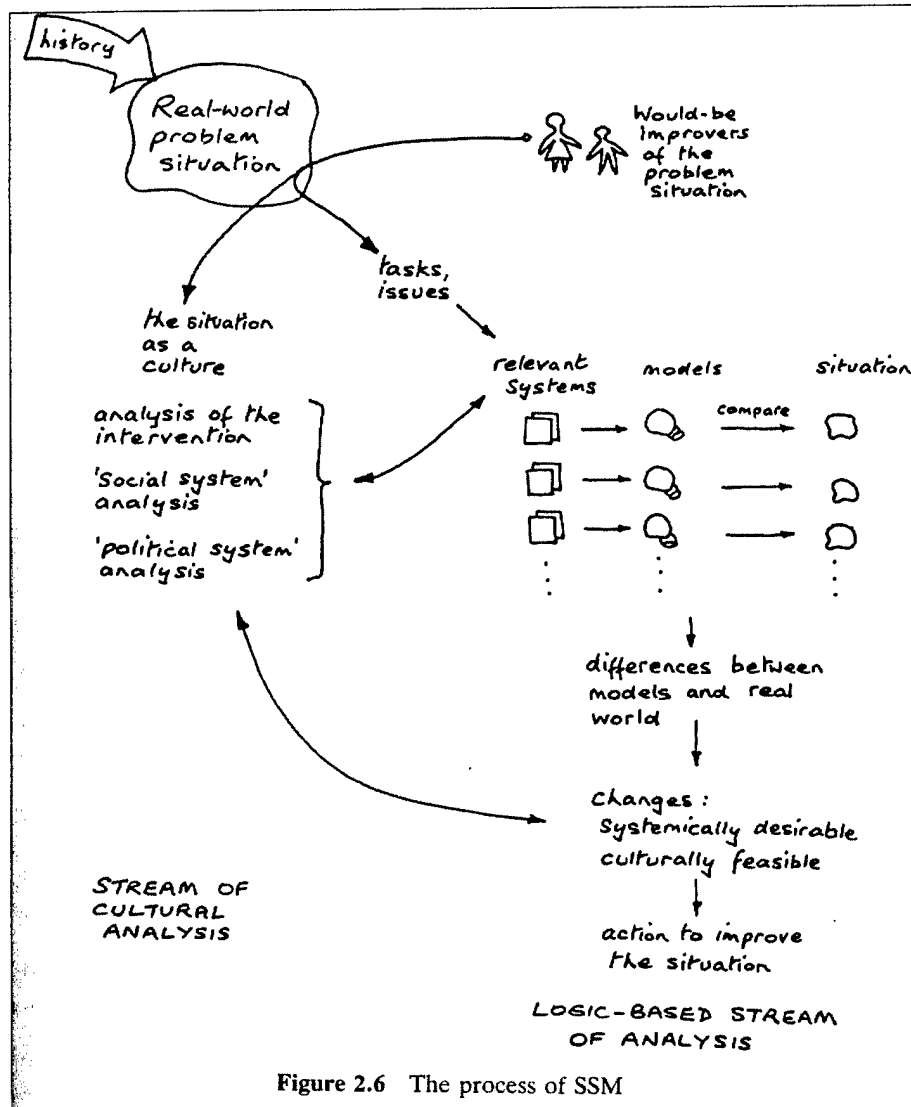 history
Real-world
problem
situation
Would-be
improvers
of the
problem
situation
tasks,
issues
the situation
as a
culture
analysis of the
intervention
'social system'
analysis
'political system'
analysis
relevant
systems
models
situation
compare
differences between
models and real
world
changes:
systemically desirable
culturally feasible
action to improve
the situation
STREAM OF
CULTURAL
ANALYSIS
LOGIC-BASED STREAM
OF ANALYSIS
Figure 2.6 The process of SSM